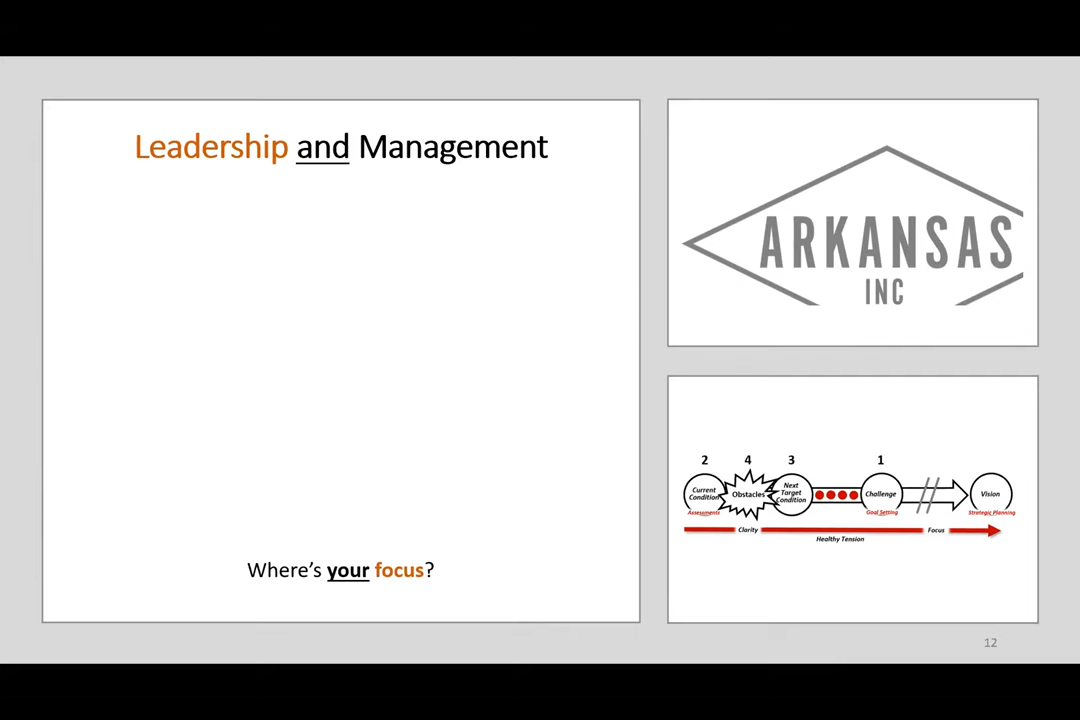 Leadership and Management
Where's your focus?
ARKANSAS
INC
2 4 3 1
Current
Condition
Obstacles
Next
Target
Condition
Challenge
Vision
Assessments
Goal Setting
Strategic Planning
Clarity
Focus
Healthy Tension
12